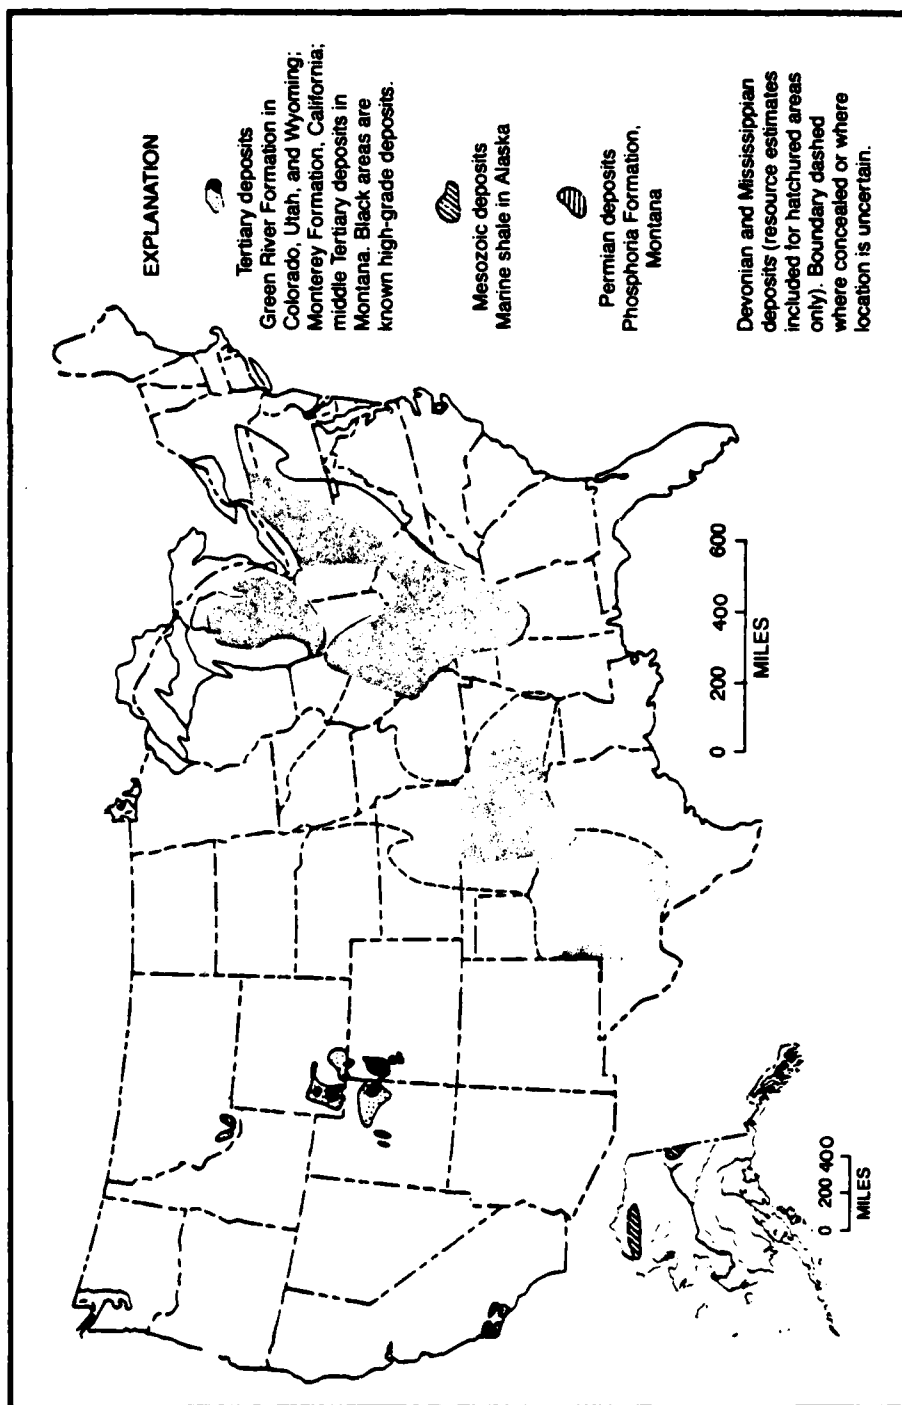 EXPLANATION
Tertiary deposits
Green River Formation in
Colorado, Utah, and Wyoming;
Monterey Formation, California;
middle Tertiary deposits in
Montana. Black areas are
known high-grade deposits.
Mesozoic deposits
Marine shale in Alaska
Permian deposits
Phosphoria Formation,
Montana
Devonian and Mississippian
deposits (resource estimates
included for hatchured areas
only). Boundary dashed
where concealed or where
location is uncertain.
0 200 400 600
MILES
0 200 400
MILES